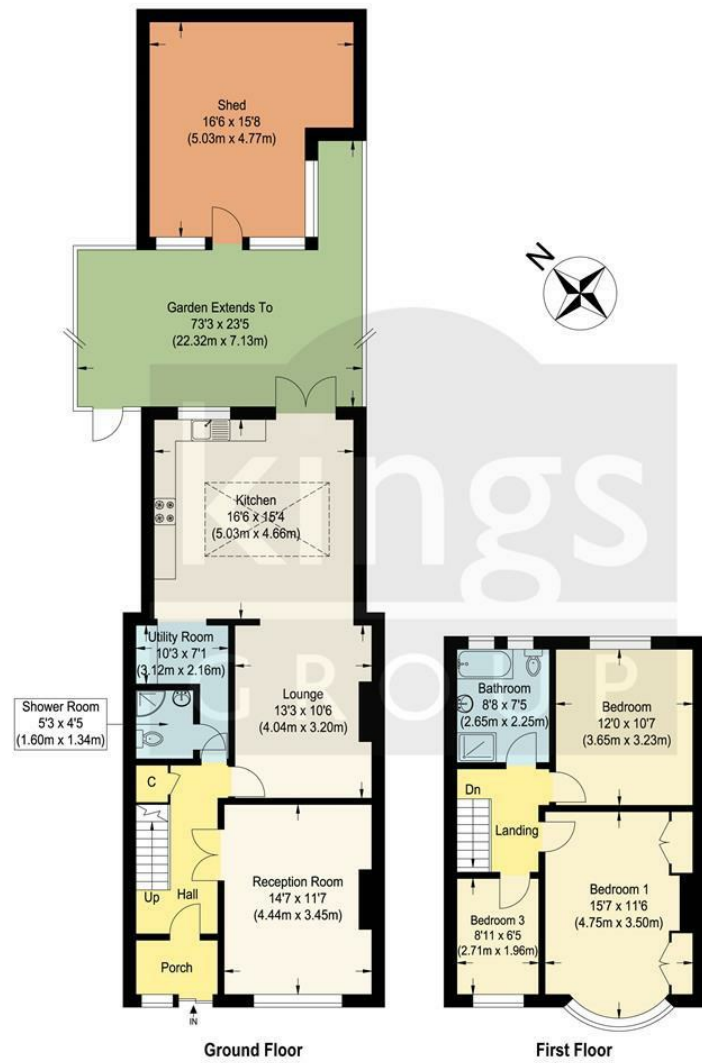 Shed
16'6 x 15'8
(5.03m x 4.77m)
N
Garden Extends To
73'3 x 23'5
(22.32m x 7.13m)
kings
GROUP
Kitchen
16'6 x 15'4
(5.03m x 4.66m)
Utility Room
10'3 x 7'1
(3.12m x 2.16m)
Lounge
13'3 x 10'6
(4.04m x 3.20m)
Shower Room
5'3 x 4'5
(1.60m x 1.34m)
C
Up
Hall
Reception Room
14'7 x 11'7
(4.44m x 3.45m)
Porch
IN
Ground Floor
Bathroom
8'8 x 7'5
(2.65m x 2.25m)
Bedroom
12'0 x 10'7
(3.65m x 3.23m)
Dn
Landing
Bedroom 1
15'7 x 11'6
(4.75m x 3.50m)
Bedroom 3
8'11 x 6'5
(2.71m x 1.96m)
First Floor